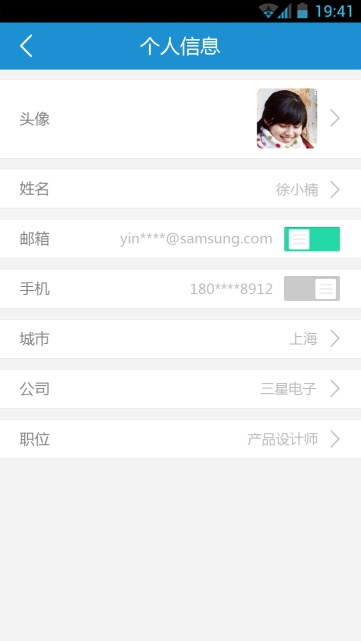 19:41
个人信息
头像
姓名 徐小楠
邮箱 yin****@samsung.com
手机 180****8912
城市 上海
公司 三星电子
职位 产品设计师